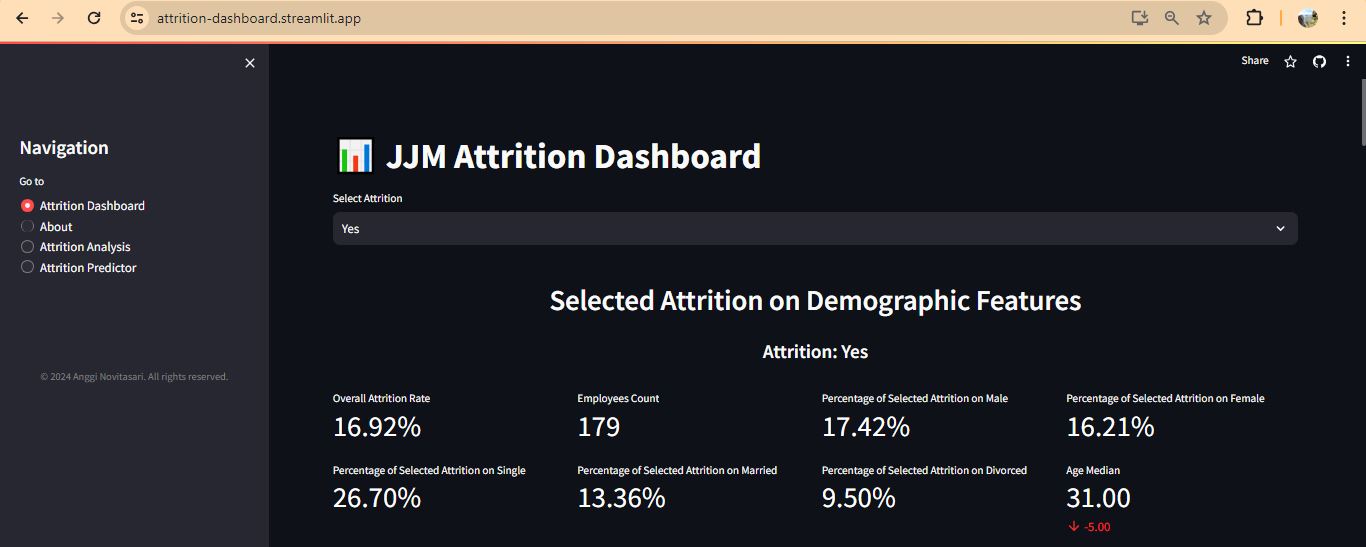 attrition-dashboard.streamlit.app
Share
Navigation
Go to
Attrition Dashboard
About
Attrition Analysis
Attrition Predictor
© 2024 Anggi Novitasari. All rights reserved.
JJM Attrition Dashboard
Select Attrition
Yes
Selected Attrition on Demographic Features
Attrition: Yes
Overall Attrition Rate
16.92%
Employees Count
179
Percentage of Selected Attrition on Male
17.42%
Percentage of Selected Attrition on Female
16.21%
Percentage of Selected Attrition on Single
26.70%
Percentage of Selected Attrition on Married
13.36%
Percentage of Selected Attrition on Divorced
9.50%
Age Median
31.00
-5.00